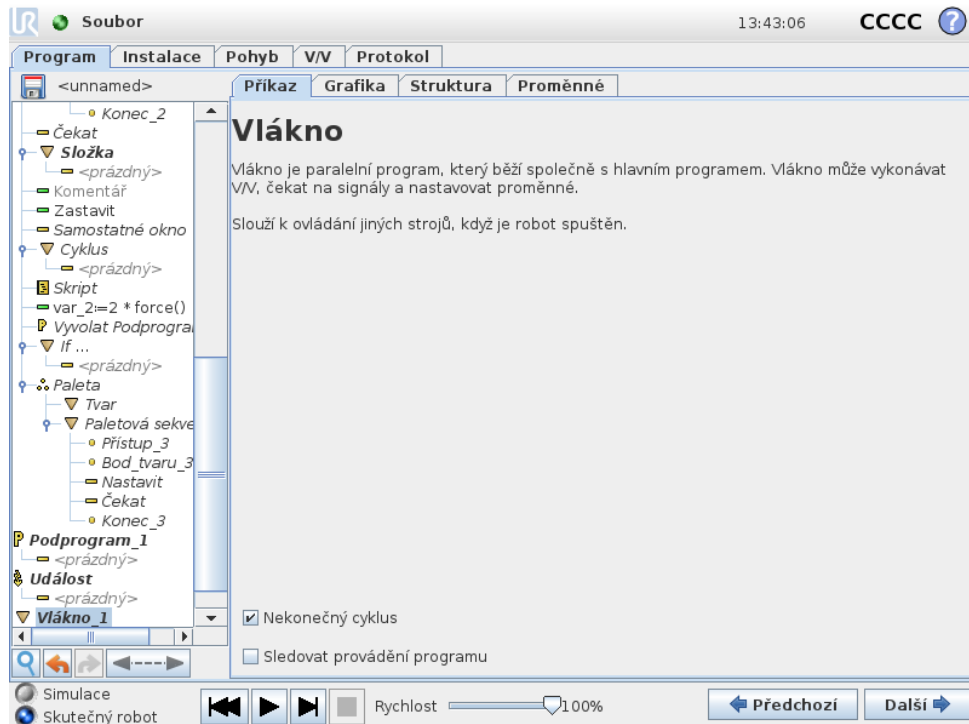 UR Soubor 13:43:06 CCCC ?
Program Instalace Pohyb V/V Protokol
<unnamed> Příkaz Grafika Struktura Proměnné
Konec_2
Čekat
Složka
<prázdný>
Komentář
Zastavit
Samostatné okno
Cyklus
<prázdný>
Skript
var_2:=2 * force()
Vyvolat Podprogra
If ...
<prázdný>
Paleta
Tvar
Paletová sekve
Přístup_3
Bod_tvaru_3
Nastavit
Čekat
Konec_3
P Podprogram_1
<prázdný>
Událost
<prázdný>
Vlákno_1
Vlákno
Vlákno je paralelní program, který běží společně s hlavním programem. Vlákno může vykonávat
V/V, čekat na signály a nastavovat proměnné.
Slouží k ovládání jiných strojů, když je robot spuštěn.
Nekonečný cyklus
Sledovat provádění programu
Simulace
Skutečný robot
Rychlost 100%
Předchozí Další